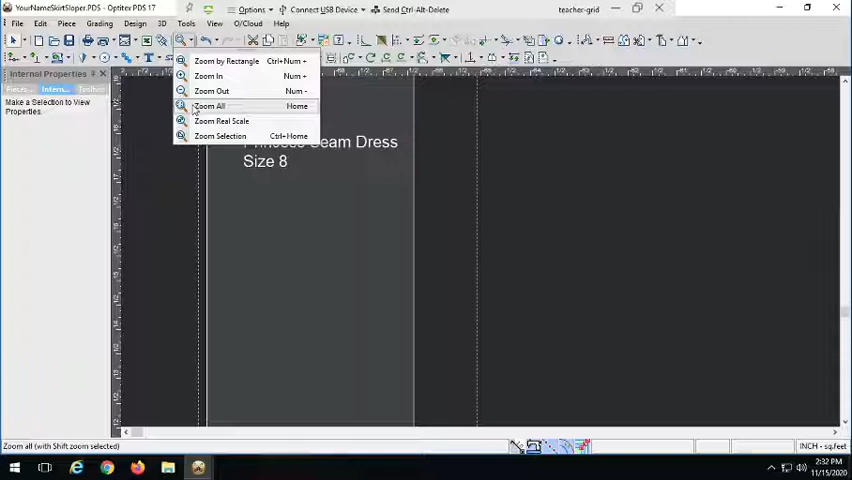 YourNameSkirtSloper.PDS - Optitex PDS 17
Options
Connect USB Device
Send Ctrl-Alt-Delete
teacher-grid
File Edit Piece Grading Design 3D Tools View O/Cloud Help
Internal Properties
Pieces... Intern...
Make a Selection to View
Properties.
Zoom by Rectangle Ctrl+Num +
Zoom In Num +
Zoom Out Num -
Zoom All Home
Zoom Real Scale
Zoom Selection Ctrl+Home
Princess Seam Dress
Size 8
Zoom all (with Shift zoom selected)
INCH - sq.feet
2:32 PM
11/15/2020